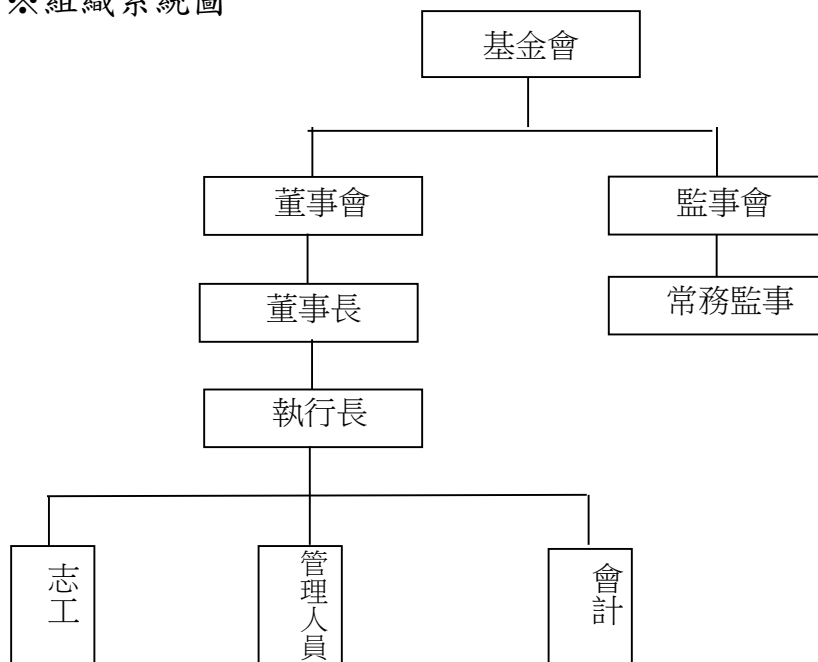 ※組織系統圖
基金會
董事會
監事會
董事長
常務監事
執行長
志工
管理人員
會計